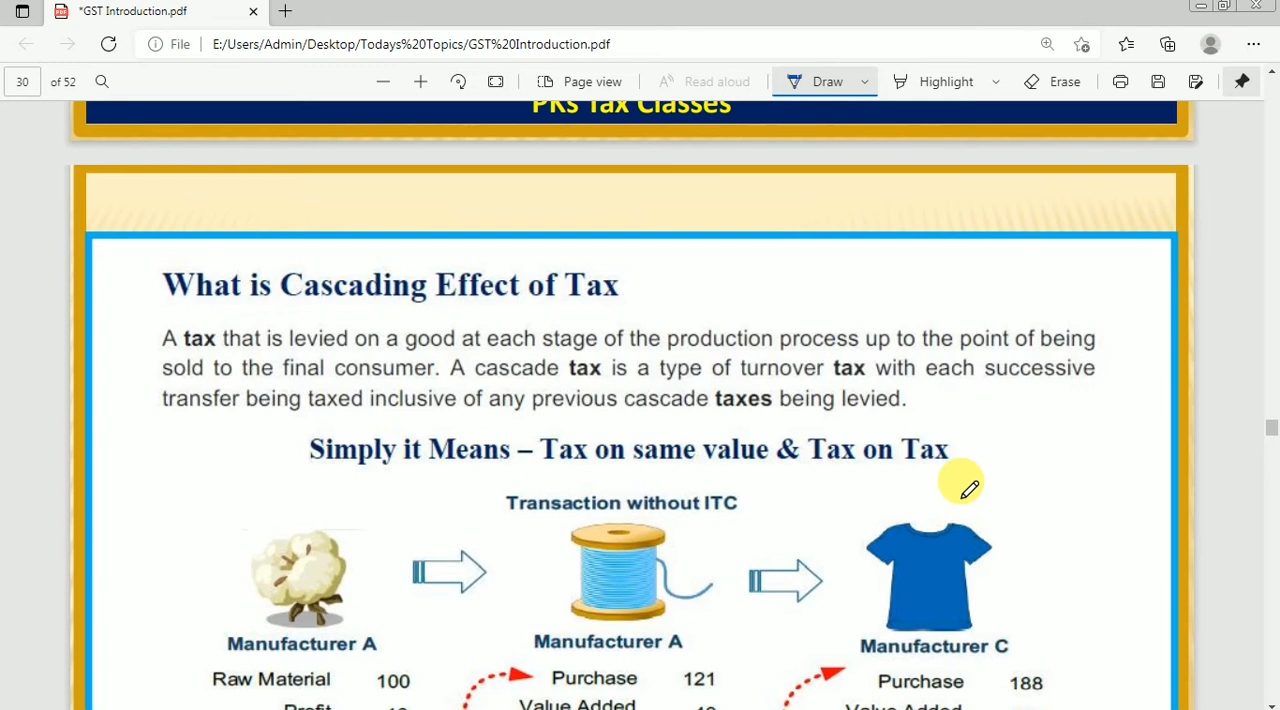 *GST Introduction.pdf
File E:/Users/Admin/Desktop/Todays%20Topics/GST%20Introduction.pdf
30 of 52 Page view Read aloud Draw Highlight Erase
PKs Tax Classes
What is Cascading Effect of Tax
A tax that is levied on a good at each stage of the production process up to the point of being
sold to the final consumer. A cascade tax is a type of turnover tax with each successive
transfer being taxed inclusive of any previous cascade taxes being levied.
Simply it Means – Tax on same value & Tax on Tax
Transaction without ITC
Manufacturer A Manufacturer A Manufacturer C
Raw Material 100 Purchase 121 Purchase 188
Profit Value Added Value Added